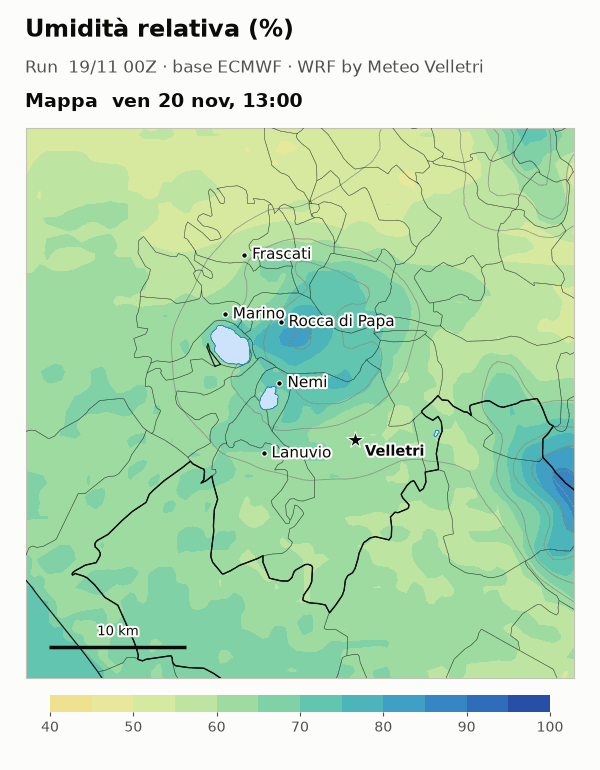 Umidità relativa (%)
Run  19/11 00Z · base ECMWF · WRF by Meteo Velletri
Mappa  ven 20 nov, 13:00
Frascati
Marino
Rocca di Papa
Nemi
Velletri
Lanuvio
10 km
40 50 60 70 80 90 100